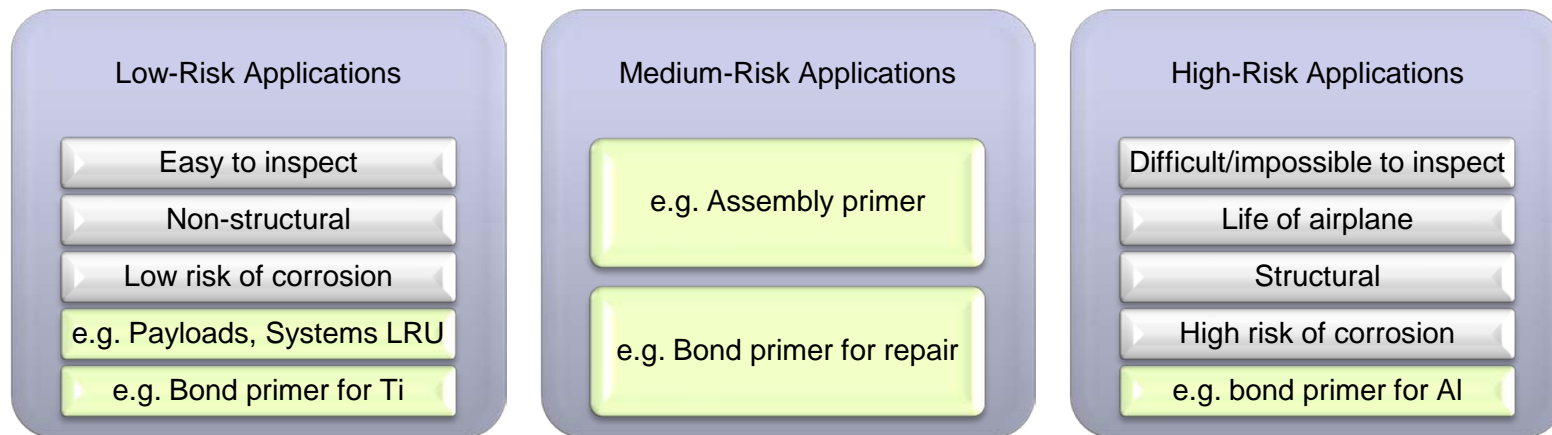 Low-Risk Applications
Easy to inspect
Non-structural
Low risk of corrosion
e.g. Payloads, Systems LRU
e.g. Bond primer for Ti
Medium-Risk Applications
e.g. Assembly primer
e.g. Bond primer for repair
High-Risk Applications
Difficult/impossible to inspect
Life of airplane
Structural
High risk of corrosion
e.g. bond primer for Al